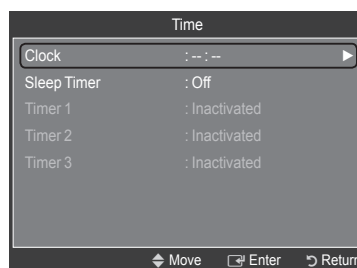 Time
Clock : -- : --
Sleep Timer : Off
Timer 1 : Inactivated
Timer 2 : Inactivated
Timer 3 : Inactivated
Move Enter Return